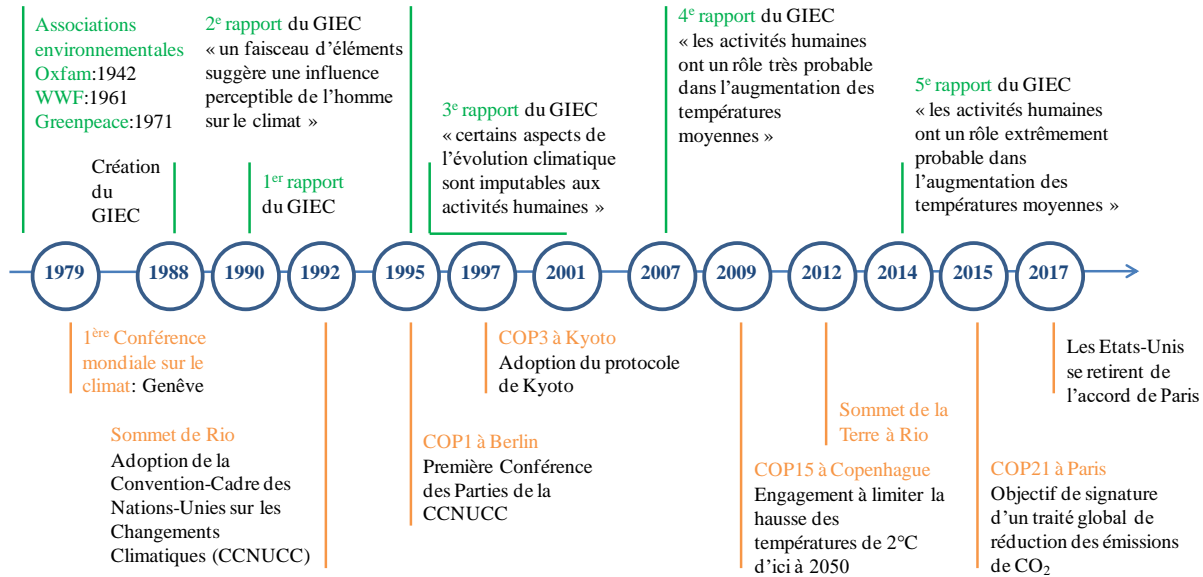 Associations
environnementales
Oxfam:1942
WWF:1961
Greenpeace:1971
2e rapport du GIEC
« un faisceau d’éléments
suggère une influence
perceptible de l’homme
sur le climat »
4e rapport du GIEC
« les activités humaines
ont un rôle très probable
dans l’augmentation des
températures
moyennes »
3e rapport du GIEC
« certains aspects de
l’évolution climatique
sont imputables aux
activités humaines »
5e rapport du GIEC
« les activités humaines
ont un rôle extrêmement
probable dans
l’augmentation des
températures moyennes »
Création
du
GIEC
1er rapport
du GIEC
1979
1988
1990
1992
1995
1997
2001
2007
2009
2012
2014
2015
2017
1ère Conférence
mondiale sur le
climat: Genêve
COP3 à Kyoto
Adoption du protocole
de Kyoto
Les Etats-Unis
se retirent de
l’accord de Paris
Sommet de la
Terre à Rio
Sommet de Rio
Adoption de la
Convention-Cadre des
Nations-Unies sur les
Changements
Climatiques (CCNUCC)
COP1 à Berlin
Première Conférence
des Parties de la
CCNUCC
COP15 à Copenhague
Engagement à limiter la
hausse des
températures de 2°C
d’ici à 2050
COP21 à Paris
Objectif de signature
d’un traité global de
réduction des émissions
de CO2